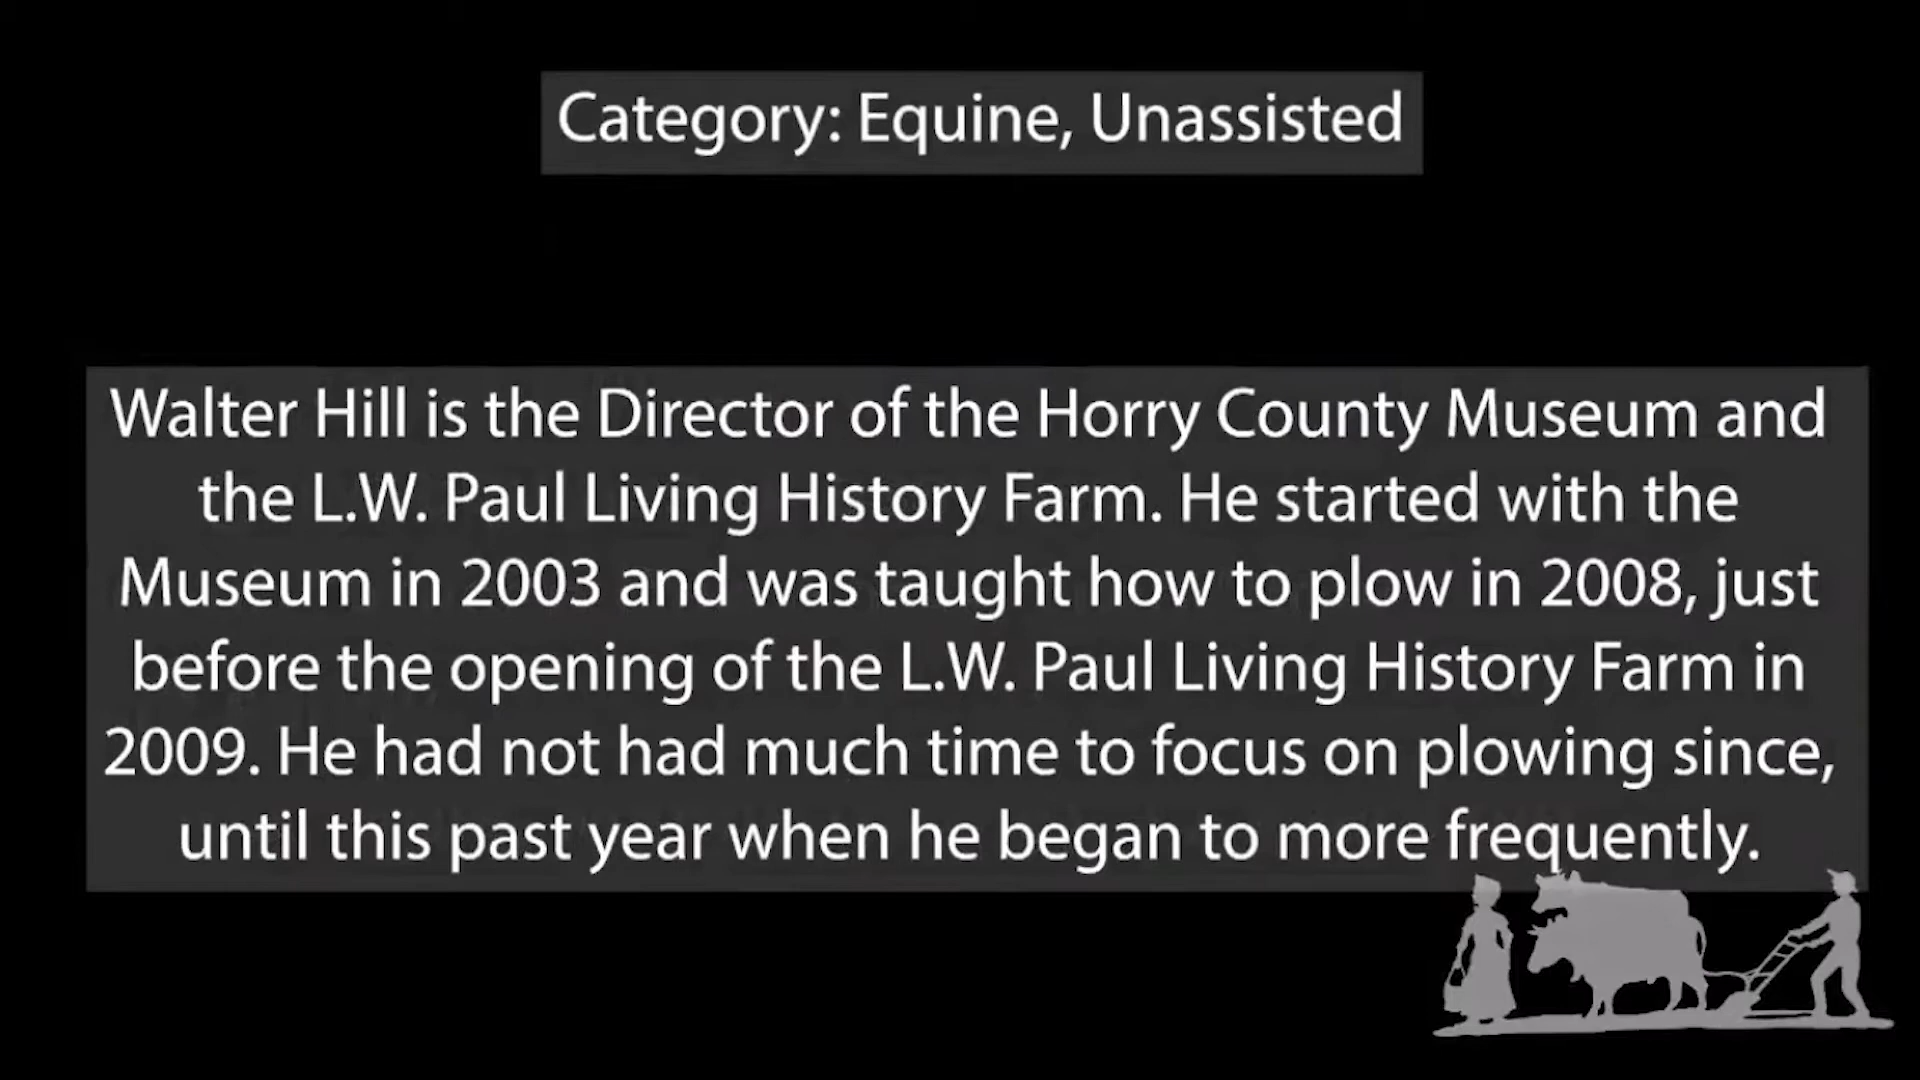 Category: Equine, Unassisted
Walter Hill is the Director of the Horry County Museum and
the L.W. Paul Living History Farm. He started with the
Museum in 2003 and was taught how to plow in 2008, just
before the opening of the L.W. Paul Living History Farm in
2009. He had not had much time to focus on plowing since,
until this past year when he began to more frequently.